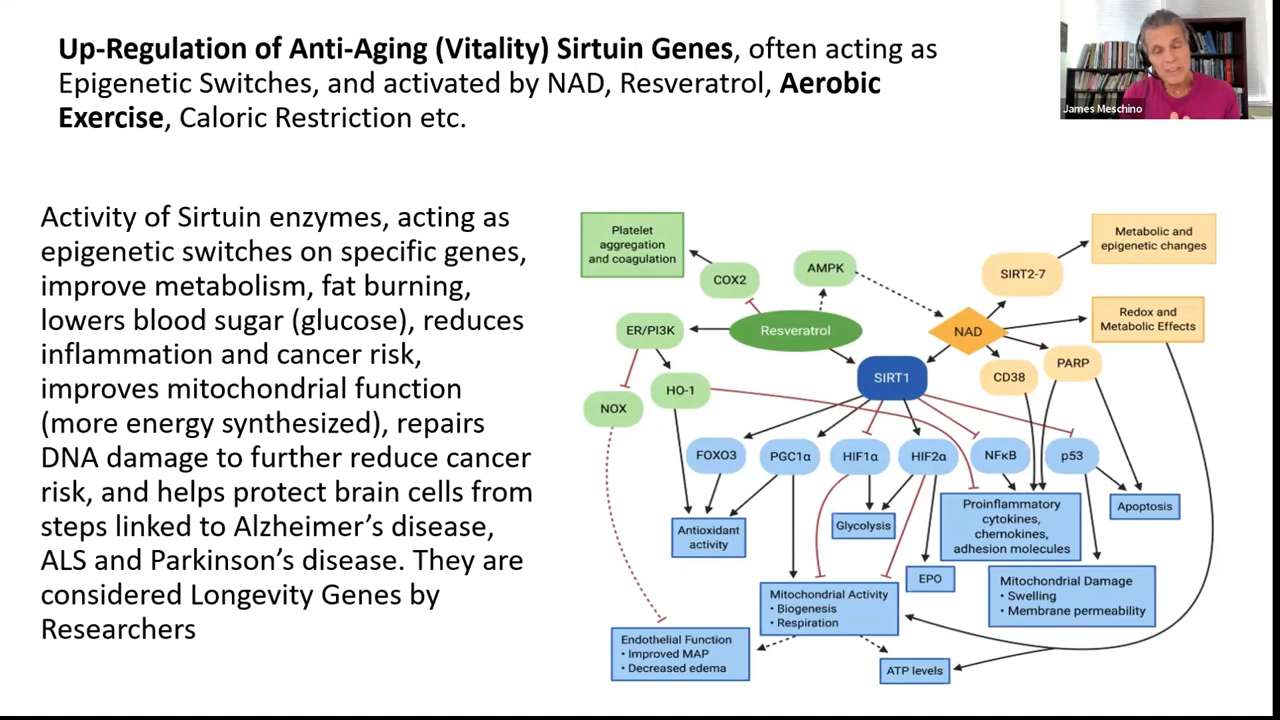 Up-Regulation of Anti-Aging (Vitality) Sirtuin Genes, often acting as
Epigenetic Switches, and activated by NAD, Resveratrol, Aerobic
Exercise, Caloric Restriction etc.
James Meschino
Activity of Sirtuin enzymes, acting as
epigenetic switches on specific genes,
improve metabolism, fat burning,
lowers blood sugar (glucose), reduces
inflammation and cancer risk,
improves mitochondrial function
(more energy synthesized), repairs
DNA damage to further reduce cancer
risk, and helps protect brain cells from
steps linked to Alzheimer’s disease,
ALS and Parkinson’s disease. They are
considered Longevity Genes by
Researchers
Platelet
aggregation
and coagulation
COX2
AMPK
SIRT2-7
Metabolic and
epigenetic changes
ER/PI3K
Resveratrol
NAD
Redox and
Metabolic Effects
NOX
HO-1
SIRT1
CD38
PARP
FOXO3
PGC1α
HIF1α
HIF2α
NFκB
p53
Antioxidant
activity
Glycolysis
Proinflammatory
cytokines,
chemokines,
adhesion molecules
Apoptosis
EPO
Mitochondrial Activity
• Biogenesis
• Respiration
Mitochondrial Damage
• Swelling
• Membrane permeability
Endothelial Function
• Improved MAP
• Decreased edema
ATP levels